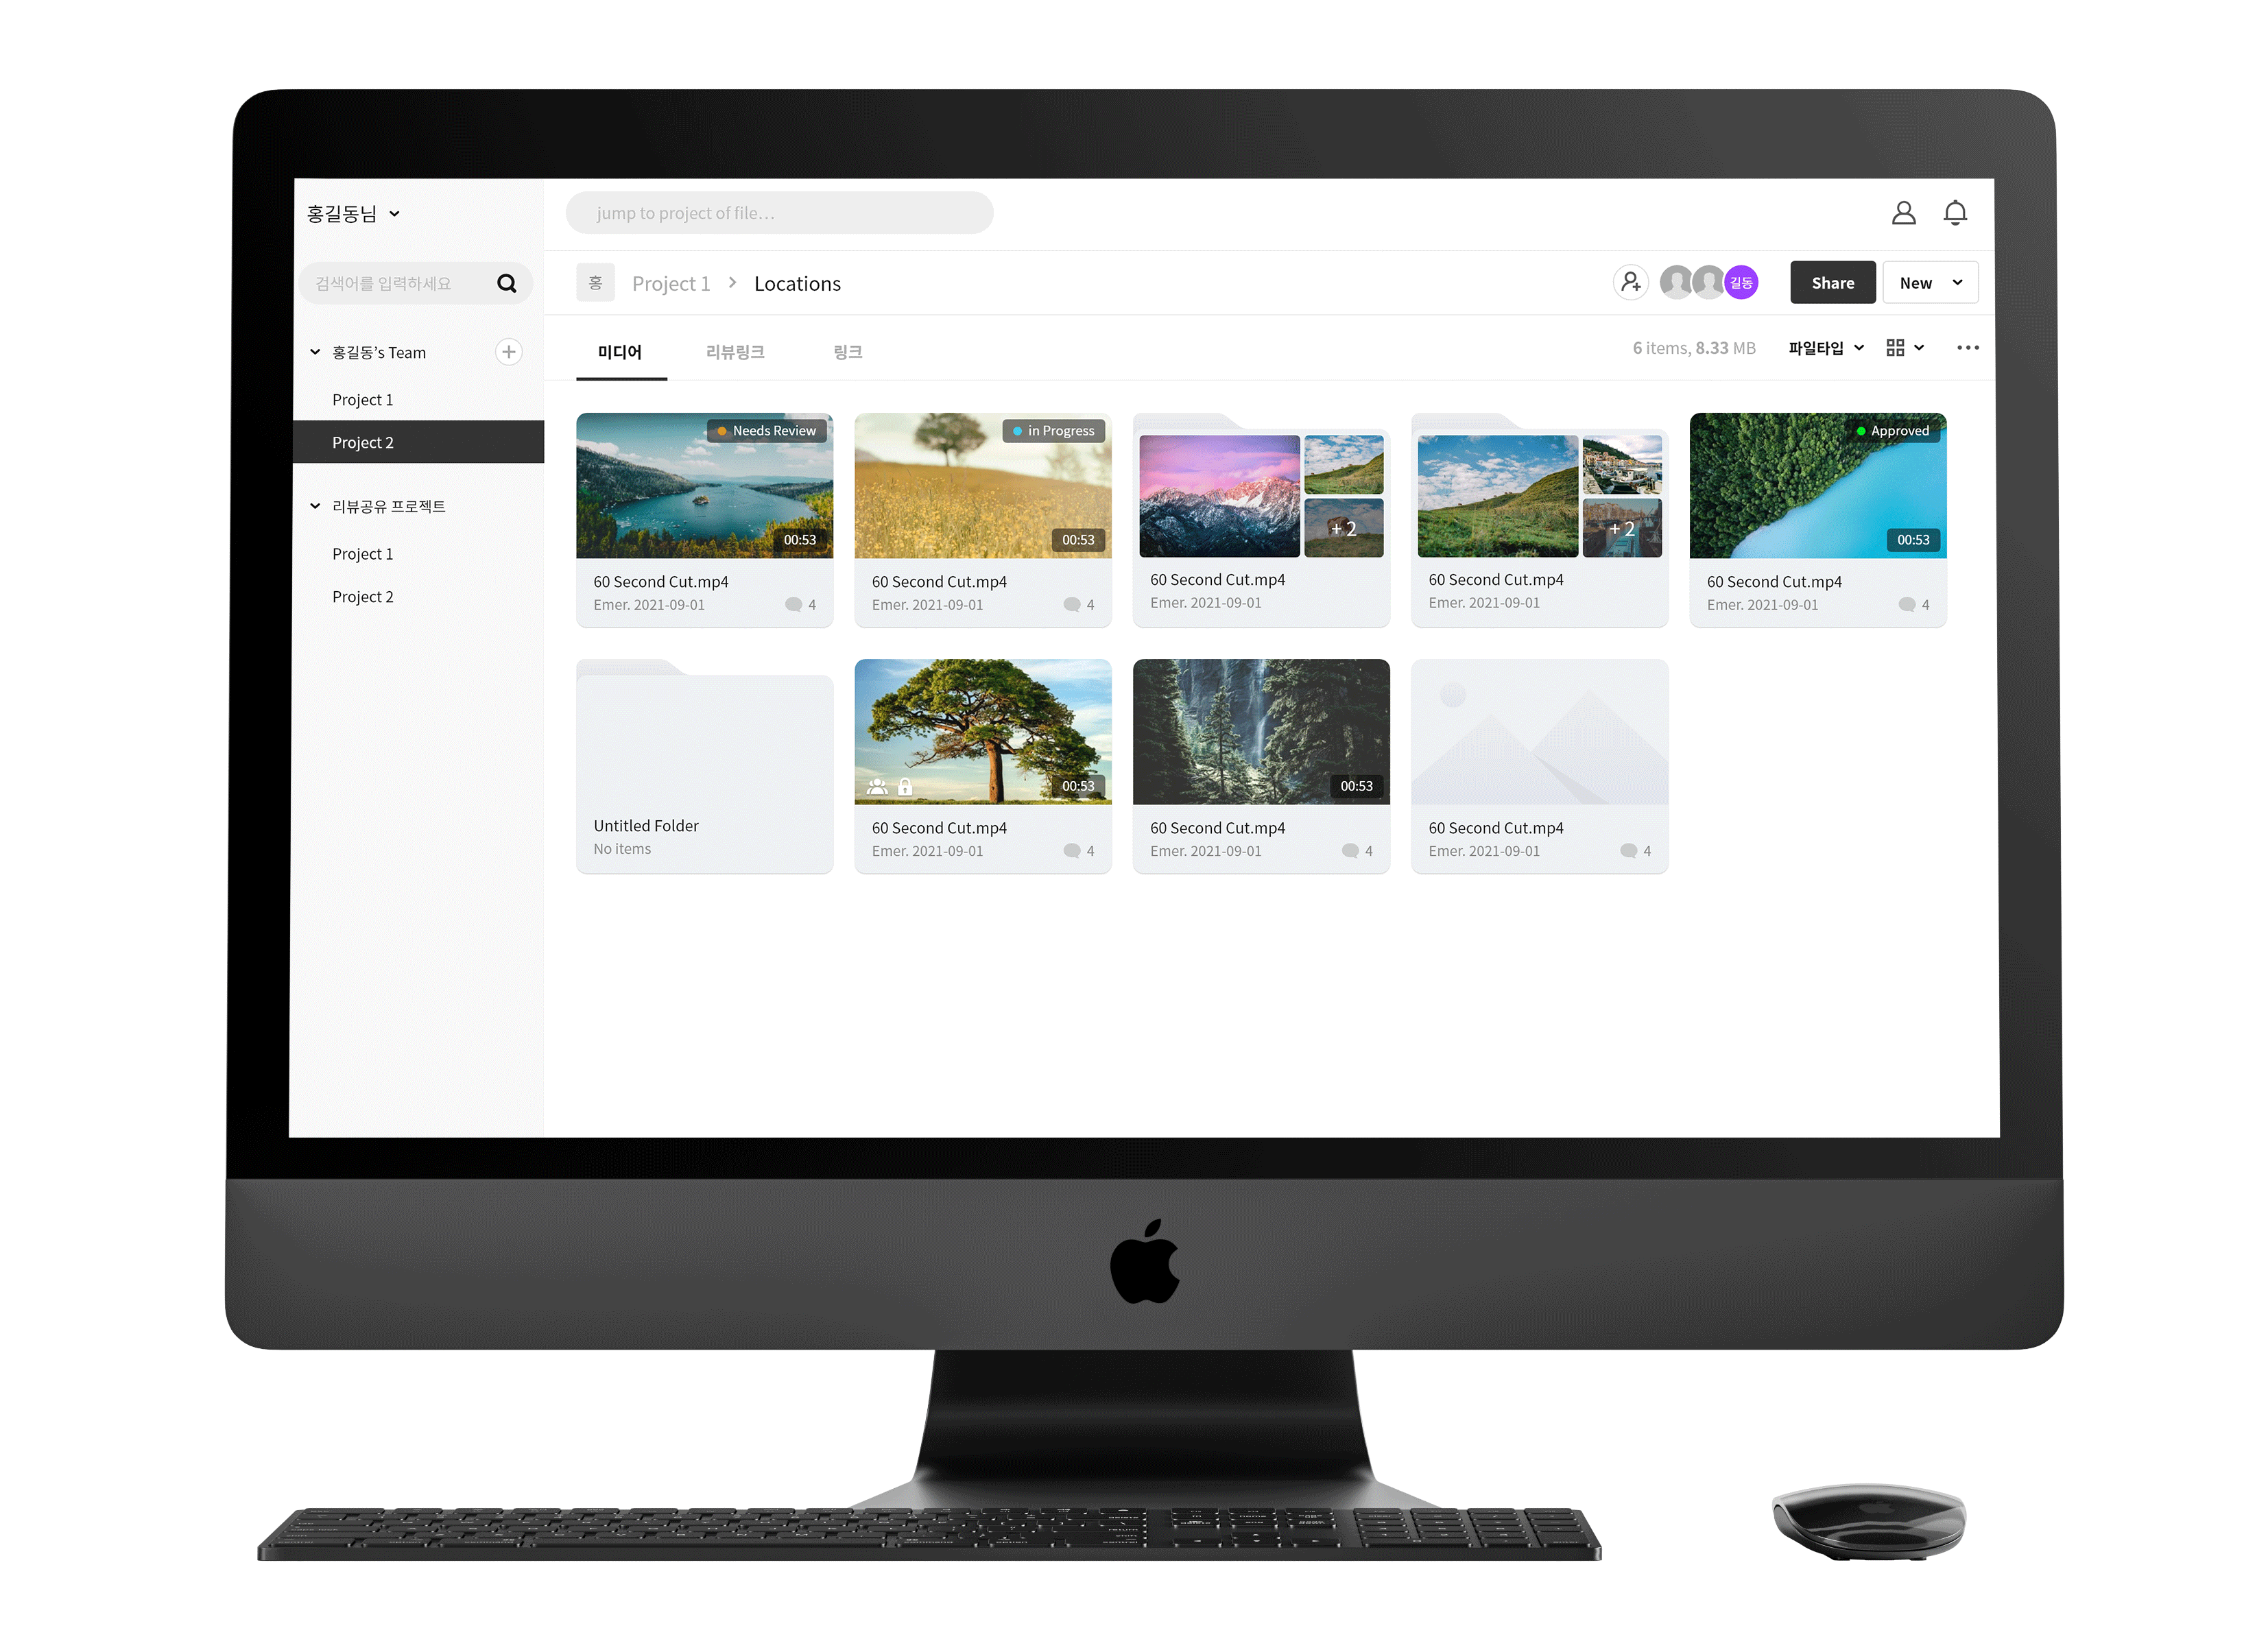 홍길동님
jump to project of file...
검색어를 입력하세요
홍 Project 1 > Locations
길동 Share New
홍길동's Team
미디어 리뷰링크 링크
6 items, 8.33 MB 파일타입
Project 1
Project 2
리뷰공유 프로젝트
Project 1
Project 2
Needs Review
00:53
60 Second Cut.mp4
Emer. 2021-09-01 4
in Progress
00:53
60 Second Cut.mp4
Emer. 2021-09-01 4
+ 2
60 Second Cut.mp4
Emer. 2021-09-01
+ 2
60 Second Cut.mp4
Emer. 2021-09-01
Approved
00:53
60 Second Cut.mp4
Emer. 2021-09-01 4
Untitled Folder
No items
00:53
60 Second Cut.mp4
Emer. 2021-09-01 4
00:53
60 Second Cut.mp4
Emer. 2021-09-01 4
60 Second Cut.mp4
Emer. 2021-09-01 4